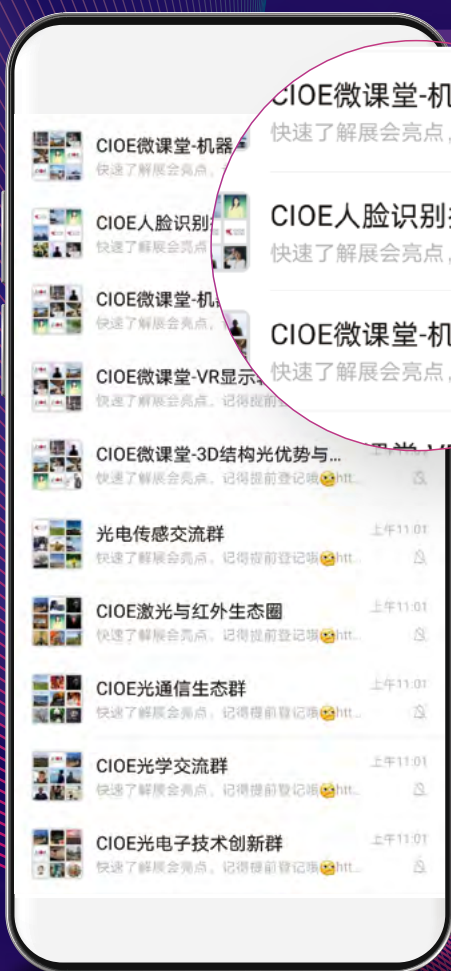 CIOE微课堂-机器
快速了解展会亮点,
CIOE人脸识别
快速了解展会亮点
CIOE微课堂-机
快速了解展会亮点,
CIOE微课堂-VR显示
快速了解展会亮点, 记得提前
CIOE微课堂-3D结构光优势与...
快速了解展会亮点, 记得提前登记哦🧐htt...
光电传感交流群
上午11:01
快速了解展会亮点, 记得提前登记哦🧐htt...
CIOE激光与红外生态圈
上午11:01
快速了解展会亮点, 记得提前登记哦🧐htt...
CIOE光通信生态群
上午11:01
快速了解展会亮点, 记得提前登记哦🧐htt...
CIOE光学交流群
上午11:01
快速了解展会亮点, 记得提前登记哦🧐htt...
CIOE光电子技术创新群
上午11:01
快速了解展会亮点, 记得提前登记哦🧐htt...
CIOE微课堂-机
快速了解展会亮点,
CIOE人脸识别
快速了解展会亮点,
CIOE微课堂-机
快速了解展会亮点,